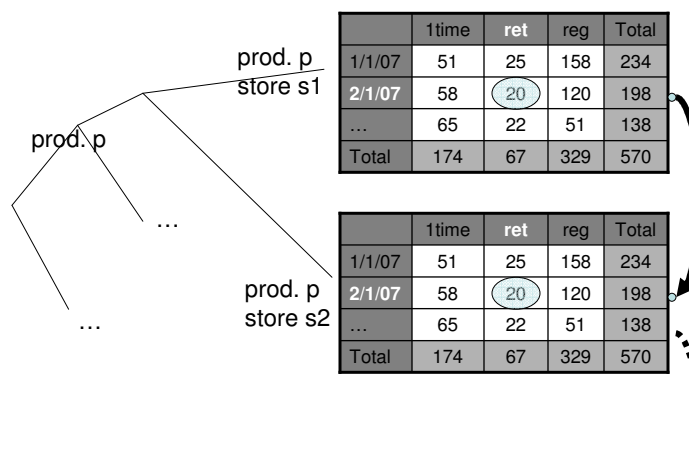 1time ret reg Total
prod. p
store s1
1/1/07 51 25 158 234
2/1/07 58 20 120 198
… 65 22 51 138
Total 174 67 329 570
prod. p
…
1time ret reg Total
1/1/07 51 25 158 234
prod. p
store s2
2/1/07 58 20 120 198
… 65 22 51 138
…
Total 174 67 329 570